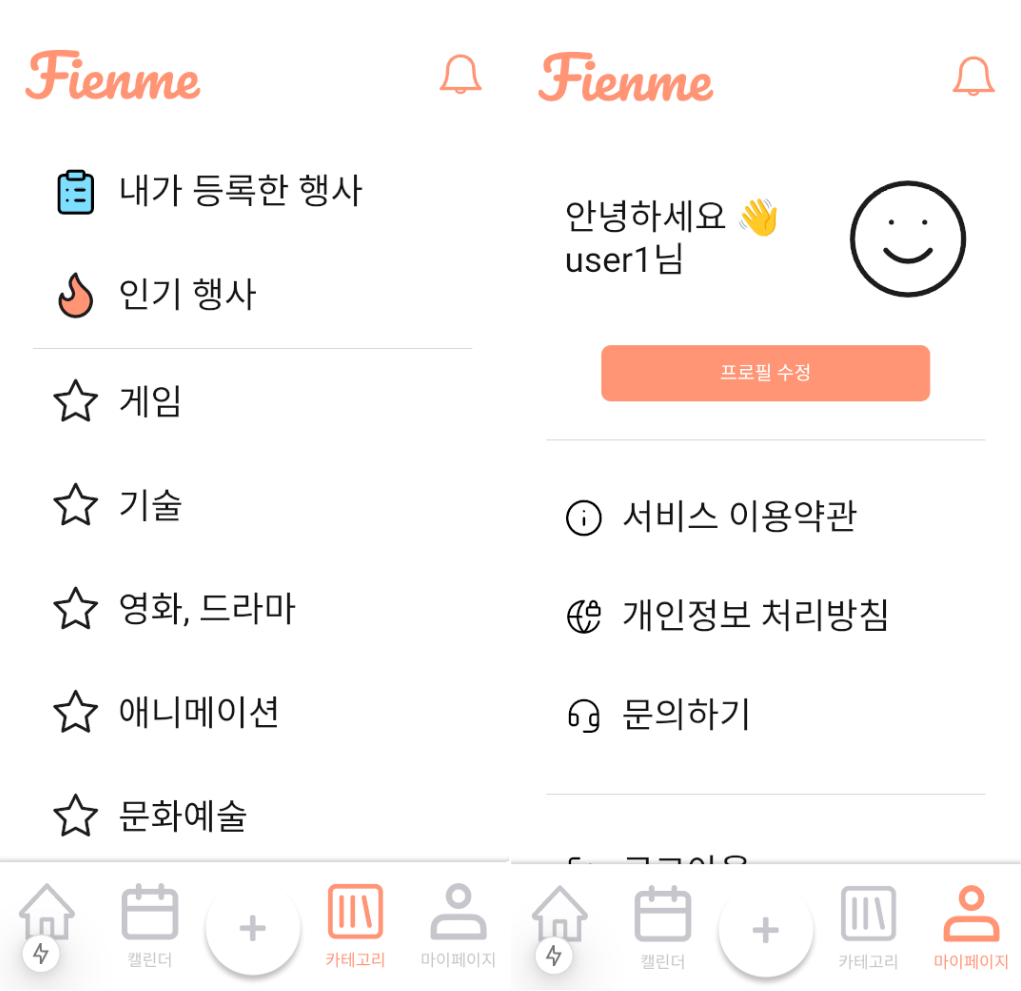 Fienme
내가 등록한 행사
인기 행사
게임
기술
영화, 드라마
애니메이션
문화예술
캘린더
카테고리
마이페이지
Fienme
안녕하세요 👋
user1님
프로필 수정
서비스 이용약관
개인정보 처리방침
문의하기
캘린더
카테고리
마이페이지